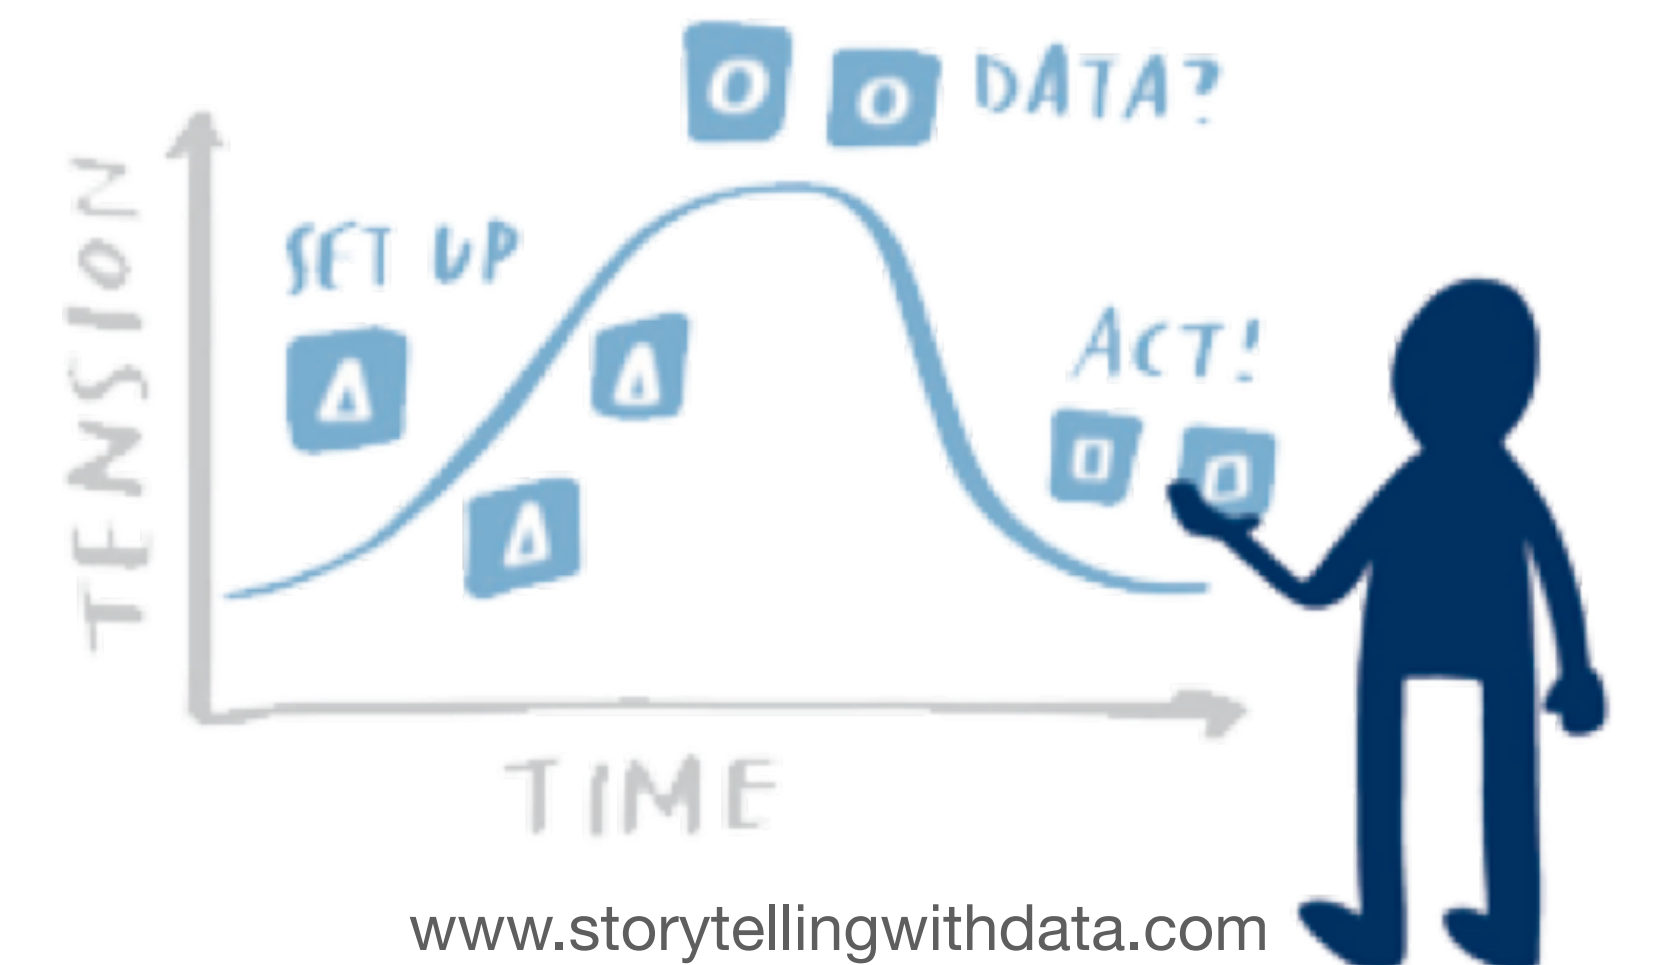 DATA?
TENSION
SET UP
ACT!
TIME
www.storytellingwithdata.com